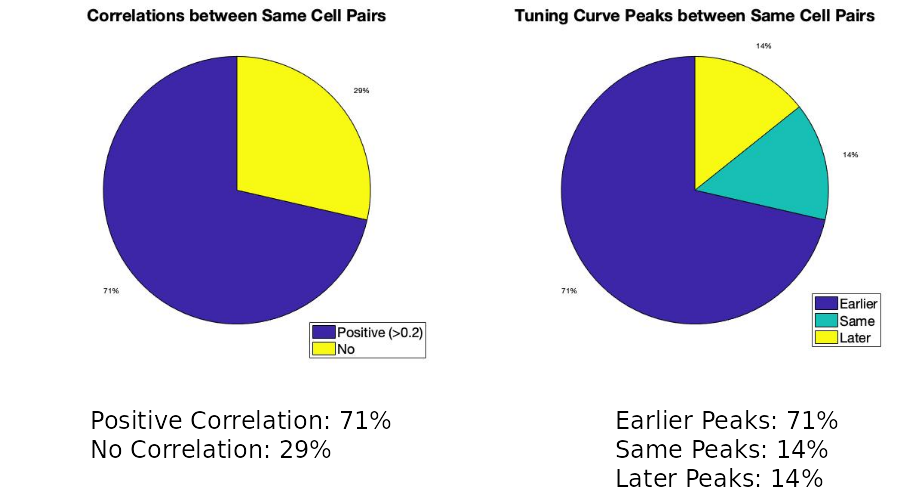 Correlations between Same Cell Pairs
29%
71%
Positive (>0.2)
No
Positive Correlation: 71%
No Correlation: 29%
Tuning Curve Peaks between Same Cell Pairs
14%
14%
71%
Earlier
Same
Later
Earlier Peaks: 71%
Same Peaks: 14%
Later Peaks: 14%